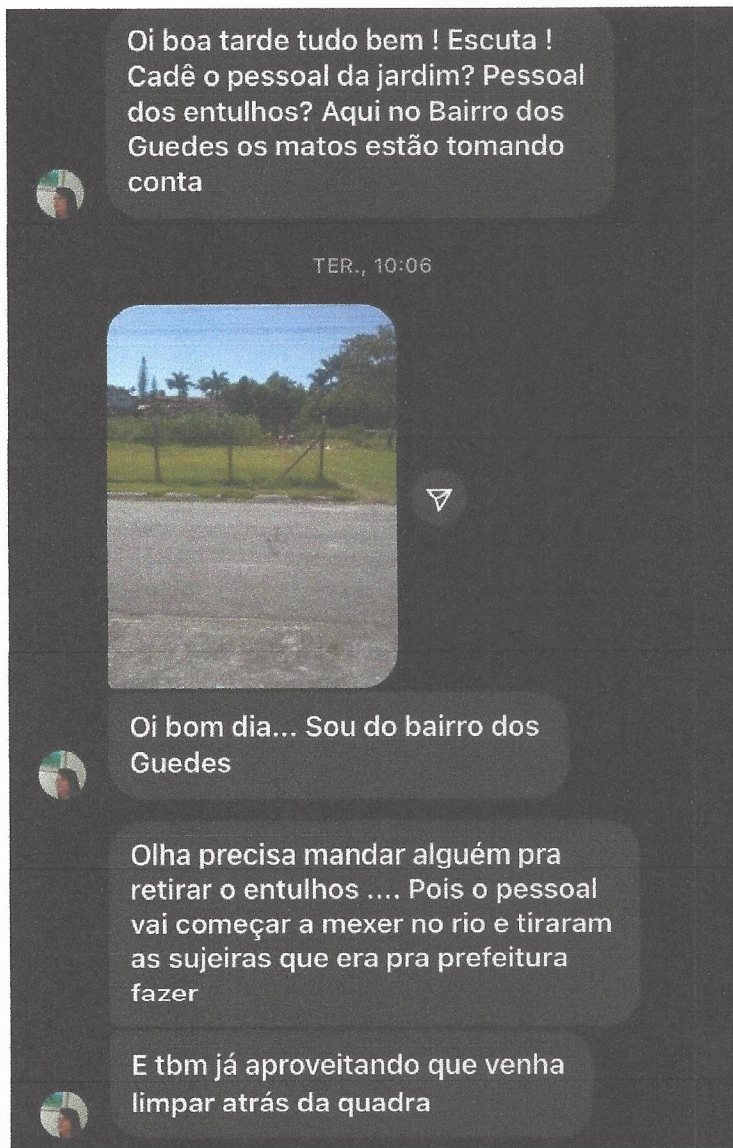 Oi boa tarde tudo bem ! Escuta !
Cadê o pessoal da jardim? Pessoal
dos entulhos? Aqui no Bairro dos
Guedes os matos estão tomando
conta
TER., 10:06
Oi bom dia... Sou do bairro dos
Guedes
Olha precisa mandar alguém pra
retirar o entulhos .... Pois o pessoal
vai começar a mexer no rio e tiraram
as sujeiras que era pra prefeitura
fazer
E tbm já aproveitando que venha
limpar atrás da quadra